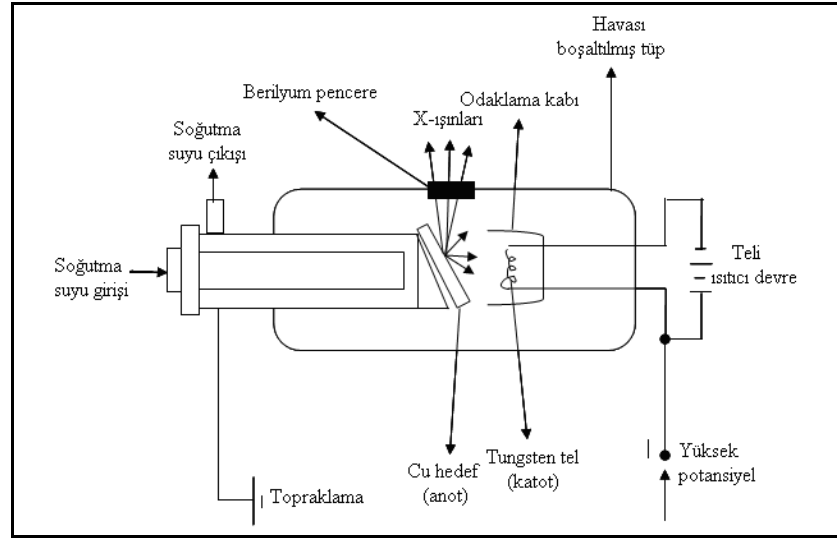 Havası
boşaltılmış tüp
Berilyum pencere
Odaklama kabı
X-ışınları
Soğutma
suyu çıkışı
Soğutma
suyu girişi
Teli
ısıtıcı devre
Cu hedef
(anot)
Tungsten tel
(katot)
Yüksek
potansiyel
Topraklama